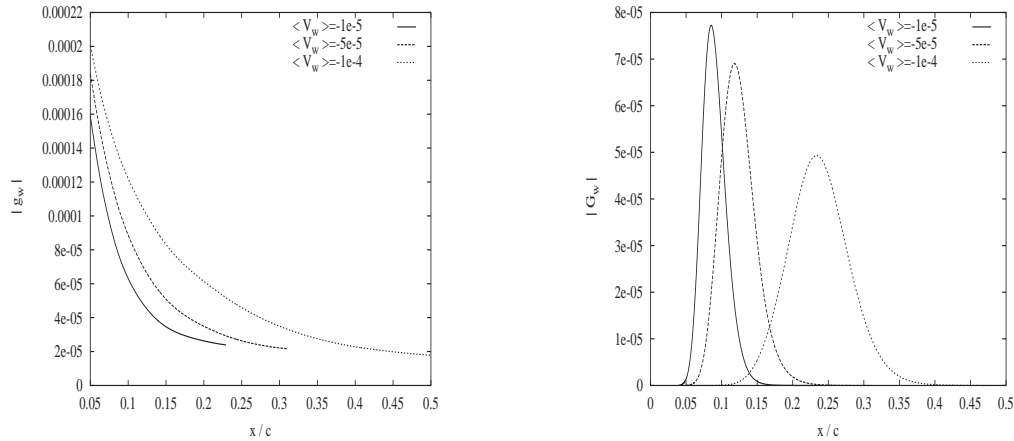 0.00022
0.0002
0.00018
0.00016
0.00014
0.00012
0.0001
8e-05
6e-05
4e-05
2e-05
0
| g_w |
0.05 0.1 0.15 0.2 0.25 0.3 0.35 0.4 0.45 0.5
x / c
< V_w >=-1e-5
< V_w >=-5e-5
< V_w >=-1e-4
8e-05
7e-05
6e-05
5e-05
4e-05
3e-05
2e-05
1e-05
0
| G_w |
0 0.05 0.1 0.15 0.2 0.25 0.3 0.35 0.4 0.45 0.5
x / c
< V_w >=-1e-5
< V_w >=-5e-5
< V_w >=-1e-4